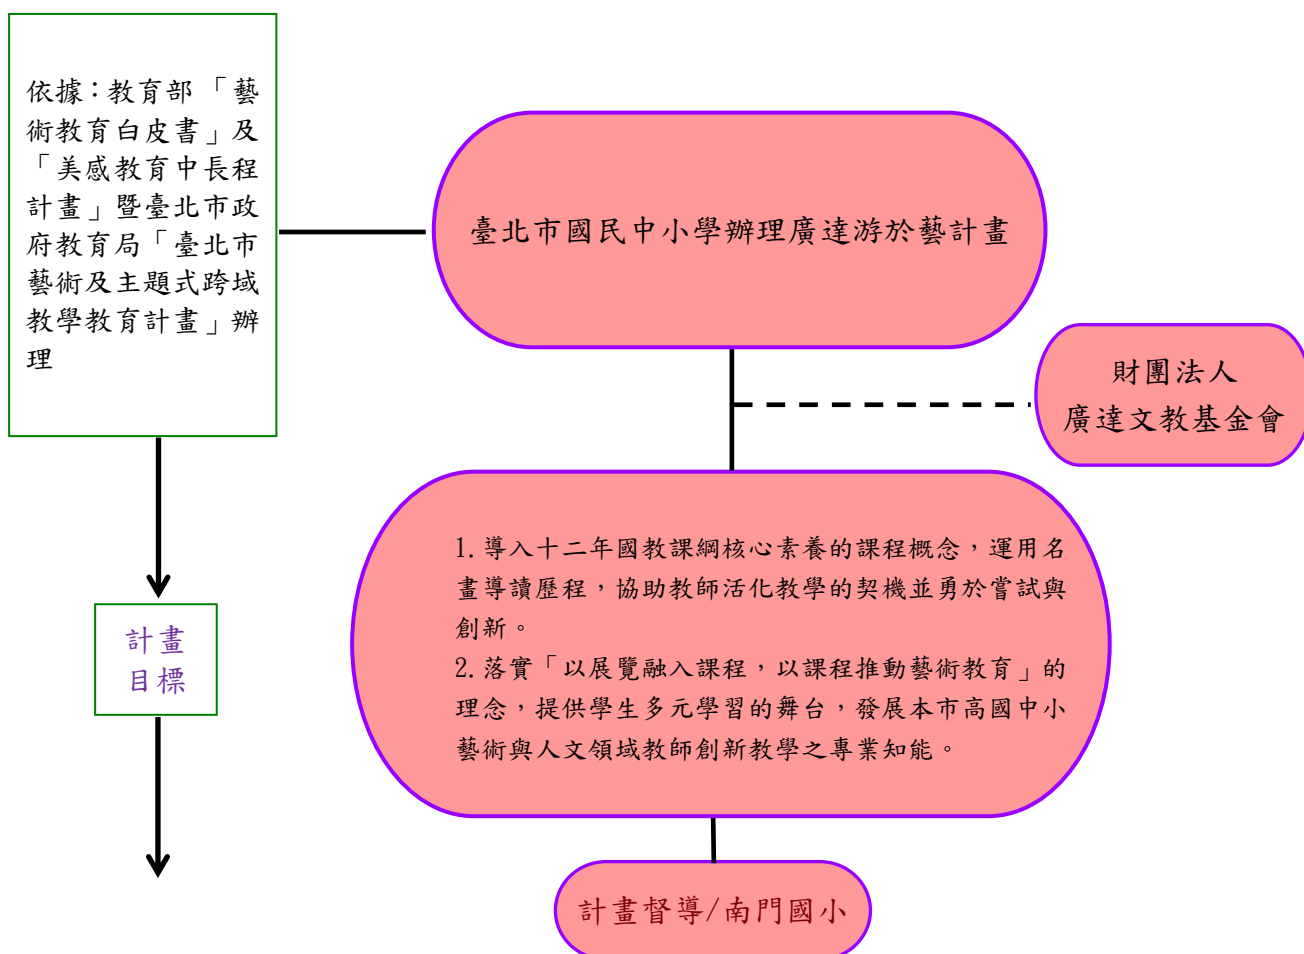 依據：教育部「藝
術教育白皮書」及
「美感教育中長程
計畫」暨臺北市政
府教育局「臺北市
藝術及主題式跨域
教學教育計畫」辦
理
臺北市國民中小學辦理廣達游於藝計畫
財團法人
廣達文教基金會
1. 導入十二年國教課綱核心素養的課程概念，運用名
畫導讀歷程，協助教師活化教學的契機並勇於嘗試與
創新。
2. 落實「以展覽融入課程，以課程推動藝術教育」的
理念，提供學生多元學習的舞台，發展本市高國中小
藝術與人文領域教師創新教學之專業知能。
計畫
目標
計畫督導/南門國小